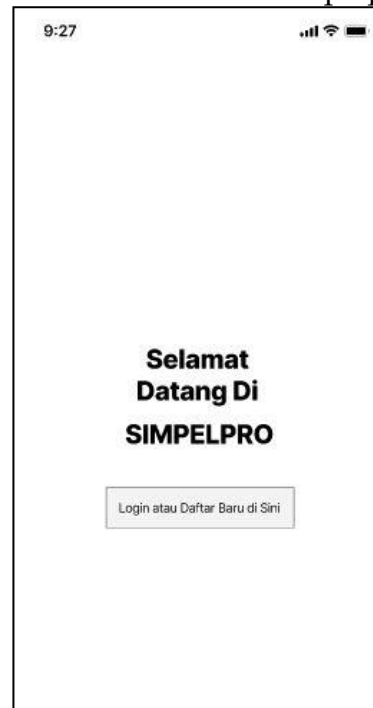 9:27
Selamat
Datang Di
SIMPELPRO
Login atau Daftar Baru di Sini